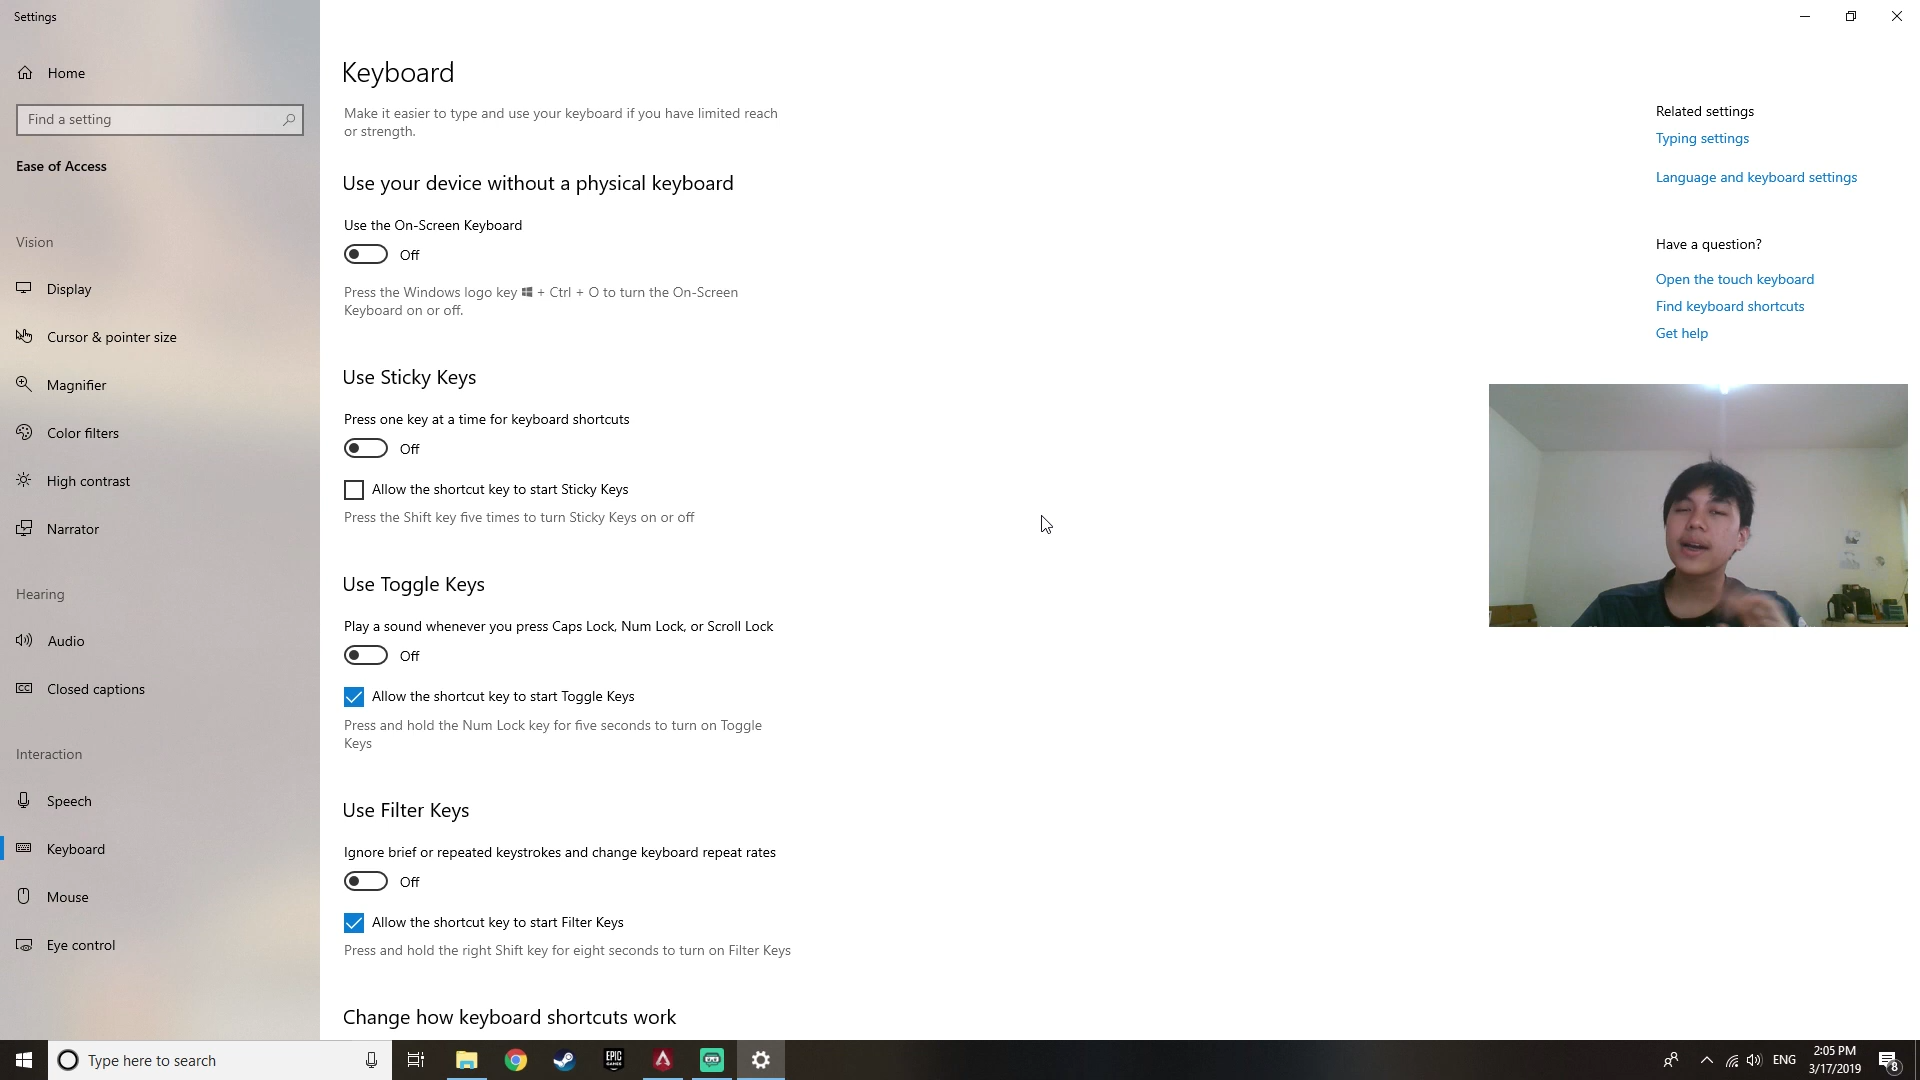 Settings
Home
Find a setting
Ease of Access
Vision
Display
Cursor & pointer size
Magnifier
Color filters
High contrast
Narrator
Hearing
Audio
Closed captions
Interaction
Speech
Keyboard
Mouse
Eye control
Keyboard
Make it easier to type and use your keyboard if you have limited reach
or strength.
Use your device without a physical keyboard
Use the On-Screen Keyboard
Off
Press the Windows logo key + Ctrl + O to turn the On-Screen
Keyboard on or off.
Use Sticky Keys
Press one key at a time for keyboard shortcuts
Off
Allow the shortcut key to start Sticky Keys
Press the Shift key five times to turn Sticky Keys on or off
Use Toggle Keys
Play a sound whenever you press Caps Lock, Num Lock, or Scroll Lock
Off
Allow the shortcut key to start Toggle Keys
Press and hold the Num Lock key for five seconds to turn on Toggle
Keys
Use Filter Keys
Ignore brief or repeated keystrokes and change keyboard repeat rates
Off
Allow the shortcut key to start Filter Keys
Press and hold the right Shift key for eight seconds to turn on Filter Keys
Change how keyboard shortcuts work
Related settings
Typing settings
Language and keyboard settings
Have a question?
Open the touch keyboard
Find keyboard shortcuts
Get help
Type here to search
EPIC
GAMES
ENG
2:05 PM
3/17/2019
8